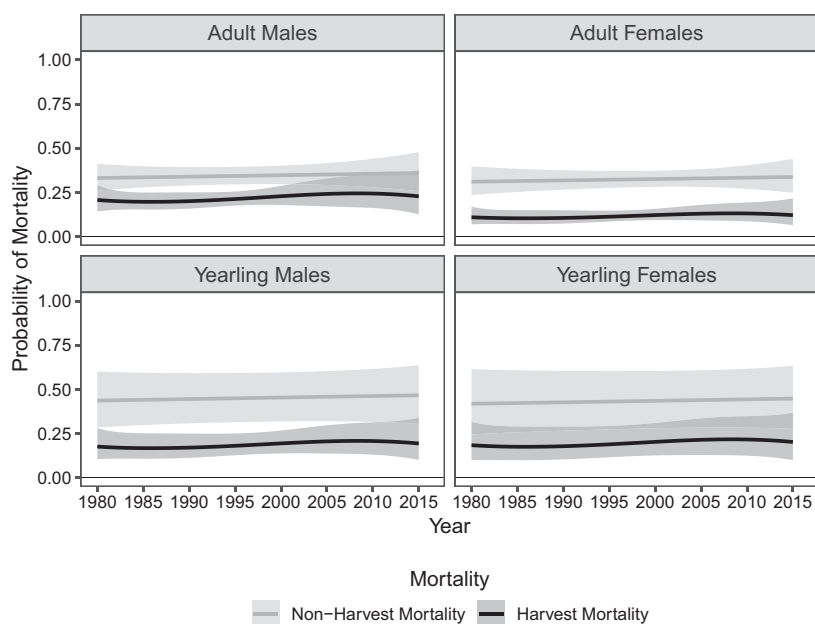 Adult Males
Adult Females
1.00
0.75
0.50
0.25
0.00
Probability of Mortality
Yearling Males
Yearling Females
1.00
0.75
0.50
0.25
0.00
1980 1985 1990 1995 2000 2005 2010 2015
1980 1985 1990 1995 2000 2005 2010 2015
Year
Mortality
Non−Harvest Mortality
Harvest Mortality